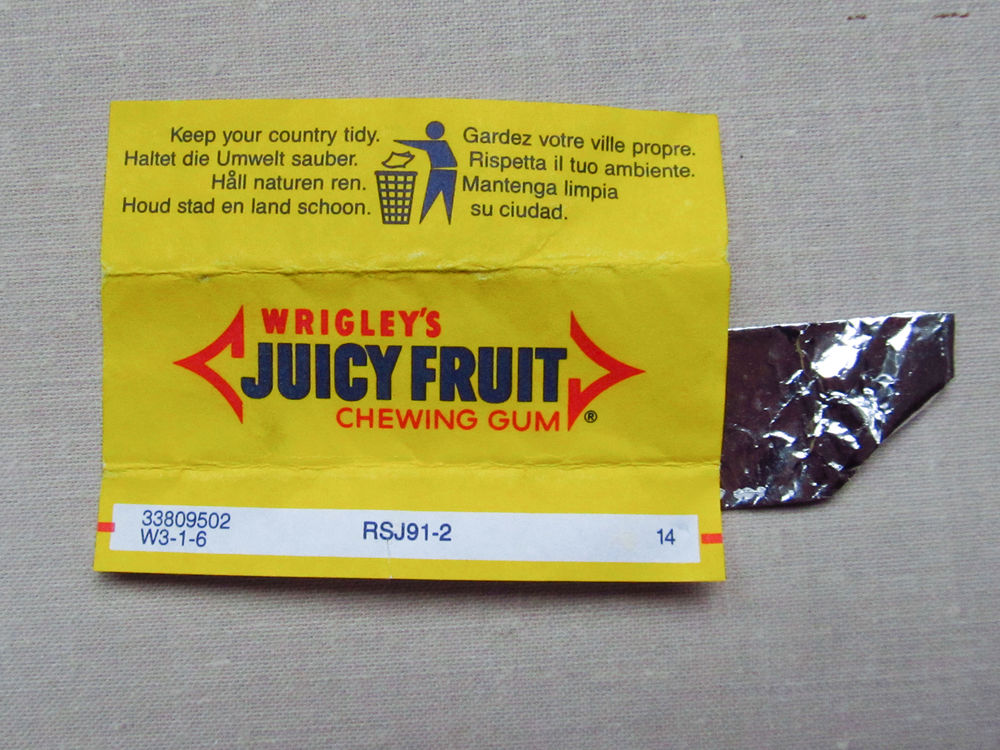 Keep your country tidy.
Haltet die Umwelt sauber.
Håll naturen ren.
Houd stad en land schoon.
Gardez votre ville propre.
Rispetta il tuo ambiente.
Mantenga limpia
su ciudad.
WRIGLEY'S
JUICY FRUIT
CHEWING GUM ®
33809502
W3-1-6
RSJ91-2
14